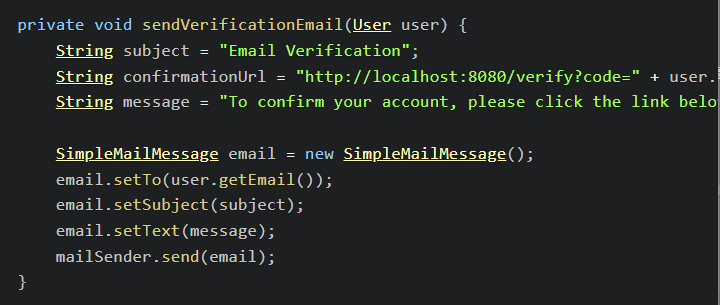 private void sendVerificationEmail(User user) {
    String subject = "Email Verification";
    String confirmationUrl = "http://localhost:8080/verify?code=" + user.
    String message = "To confirm your account, please click the link belo
    SimpleMailMessage email = new SimpleMailMessage();
    email.setTo(user.getEmail());
    email.setSubject(subject);
    email.setText(message);
    mailSender.send(email);
}